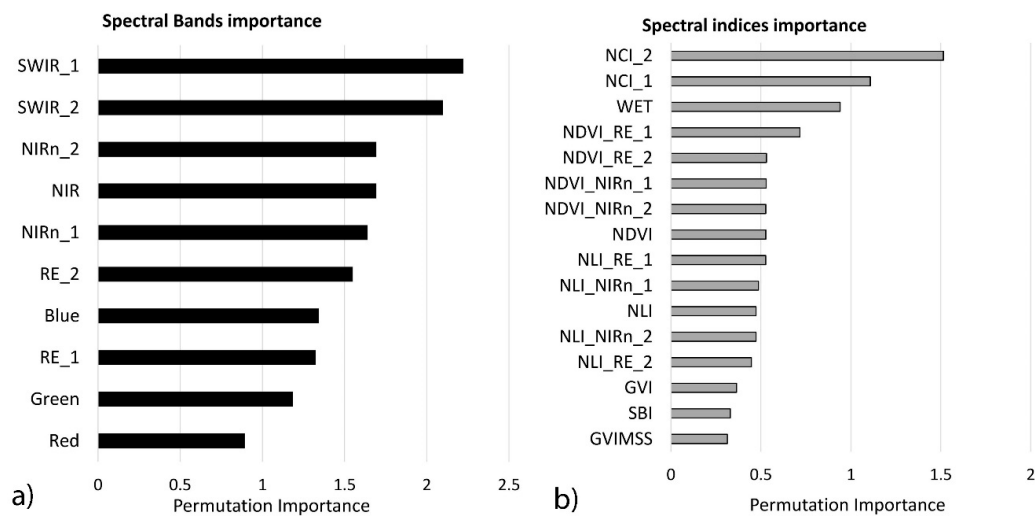 Spectral Bands importance
SWIR_1
SWIR_2
NIRn_2
NIR
NIRn_1
RE_2
Blue
RE_1
Green
Red
0 0.5 1 1.5 2 2.5
Permutation Importance
a)
Spectral indices importance
NCI_2
NCI_1
WET
NDVI_RE_1
NDVI_RE_2
NDVI_NIRn_1
NDVI_NIRn_2
NDVI
NLI_RE_1
NLI_NIRn_1
NLI
NLI_NIRn_2
NLI_RE_2
GVI
SBI
GVIMSS
0 0.5 1 1.5 2
Permutation Importance
b)